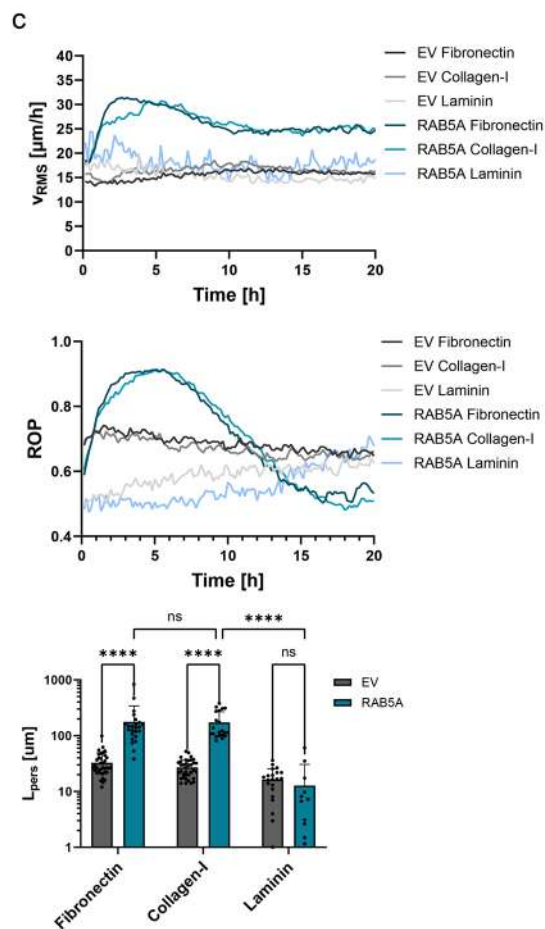 C
40
35
30
25
20
15
10
5
0
v_RMS [µm/h]
0 5 10 15 20
Time [h]
EV Fibronectin
EV Collagen-I
EV Laminin
RAB5A Fibronectin
RAB5A Collagen-I
RAB5A Laminin
1.0
0.8
0.6
0.4
ROP
0 5 10 15 20
Time [h]
EV Fibronectin
EV Collagen-I
EV Laminin
RAB5A Fibronectin
RAB5A Collagen-I
RAB5A Laminin
ns ****
**** **** ns
1000
100
10
1
L_pers [um]
EV
RAB5A
Fibronectin
Collagen-I
Laminin